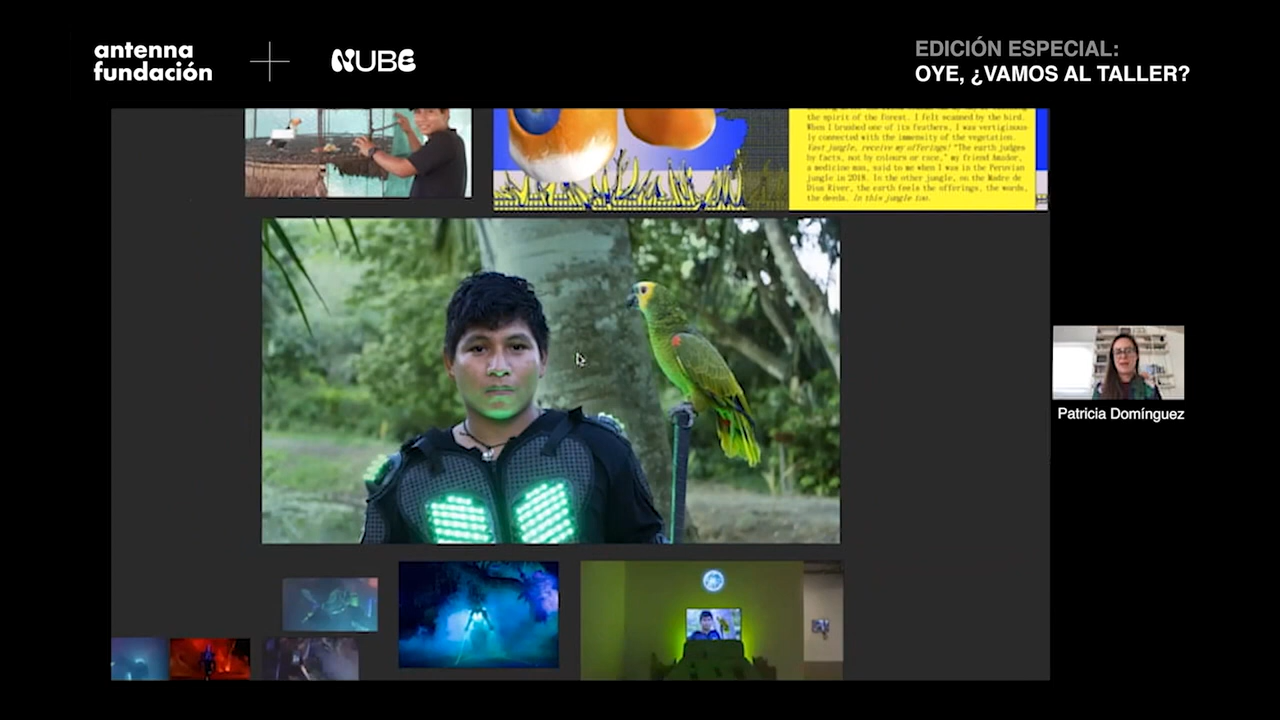 antenna
fundación
NUBE
EDICIÓN ESPECIAL:
OYE, ¿VAMOS AL TALLER?
the spirit of the forest. I felt scanned by the bird.
When I brushed one of its feathers, I was vertiginous-
ly connected with the immensity of the vegetation.
Vast jungle, receive my offerings! "The earth judges
by facts, not by colours or race," my friend Amador,
a medicine man, said to me when I was in the Peruvian
jungle in 2018. In the other jungle, on the Madre de
Dios River, the earth feels the offerings, the words,
the deeds. In this jungle too.
Patricia Domínguez